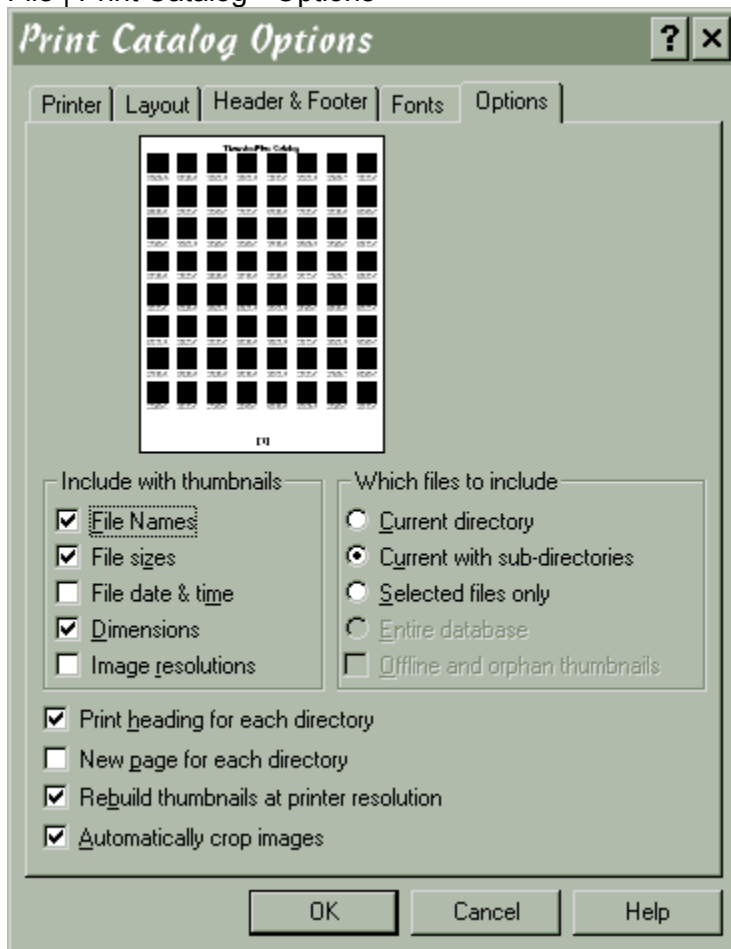 File | Print Catalog - Options
Print Catalog Options
? ×
Printer Layout Header & Footer Fonts Options
ThumbsPlus Catalog
[1]
Include with thumbnails
File Names
File sizes
File date & time
Dimensions
Image resolutions
Which files to include
Current directory
Current with sub-directories
Selected files only
Entire database
Offline and orphan thumbnails
Print heading for each directory
New page for each directory
Rebuild thumbnails at printer resolution
Automatically crop images
OK Cancel Help